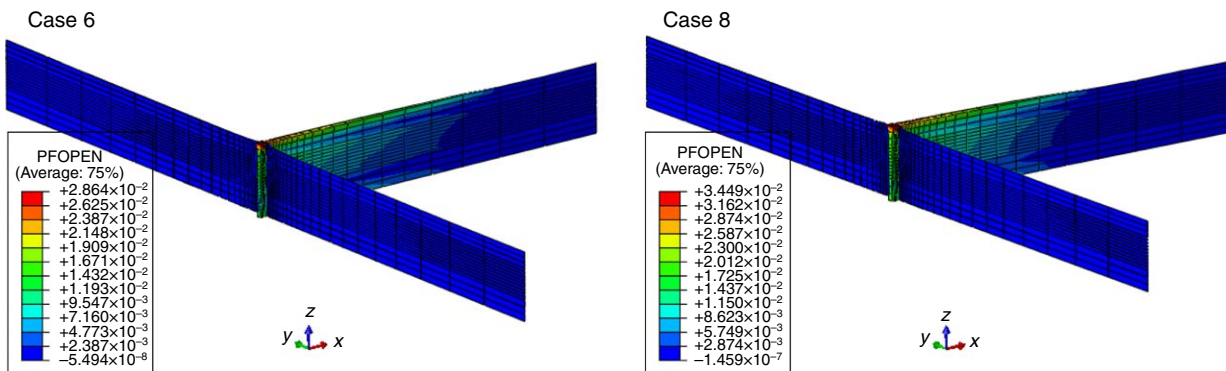 Case 6
PFOPEN
(Average: 75%)
+2.864×10⁻²
+2.625×10⁻²
+2.387×10⁻²
+2.148×10⁻²
+1.909×10⁻²
+1.671×10⁻²
+1.432×10⁻²
+1.193×10⁻²
+9.547×10⁻³
+7.160×10⁻³
+4.773×10⁻³
+2.387×10⁻³
−5.494×10⁻⁸
z
y
x
Case 8
PFOPEN
(Average: 75%)
+3.449×10⁻²
+3.162×10⁻²
+2.874×10⁻²
+2.587×10⁻²
+2.300×10⁻²
+2.012×10⁻²
+1.725×10⁻²
+1.437×10⁻²
+1.150×10⁻²
+8.623×10⁻³
+5.749×10⁻³
+2.874×10⁻³
−1.459×10⁻⁷
z
y
x